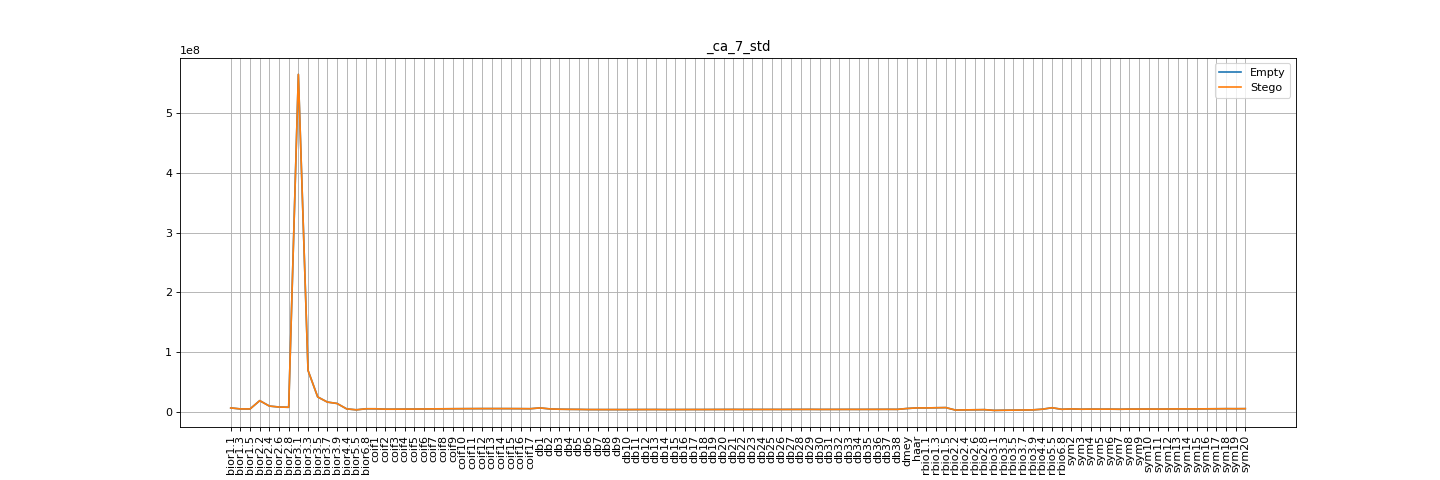 _ca_7_std
1e8
Empty
Stego
5
4
3
2
1
0
bior1.1
bior1.3
bior1.5
bior2.2
bior2.4
bior2.6
bior2.8
bior3.1
bior3.3
bior3.5
bior3.7
bior3.9
bior4.4
bior5.5
bior6.8
coif1
coif2
coif3
coif4
coif5
coif6
coif7
coif8
coif9
coif10
coif11
coif12
coif13
coif14
coif15
coif16
coif17
db1
db2
db3
db4
db5
db6
db7
db8
db9
db10
db11
db12
db13
db14
db15
db16
db17
db18
db19
db20
db21
db22
db23
db24
db25
db26
db27
db28
db29
db30
db31
db32
db33
db34
db35
db36
db37
db38
dmey
haar
rbio1.1
rbio1.3
rbio1.5
rbio2.2
rbio2.4
rbio2.6
rbio2.8
rbio3.1
rbio3.3
rbio3.5
rbio3.7
rbio3.9
rbio4.4
rbio5.5
rbio6.8
sym2
sym3
sym4
sym5
sym6
sym7
sym8
sym9
sym10
sym11
sym12
sym13
sym14
sym15
sym16
sym17
sym18
sym19
sym20